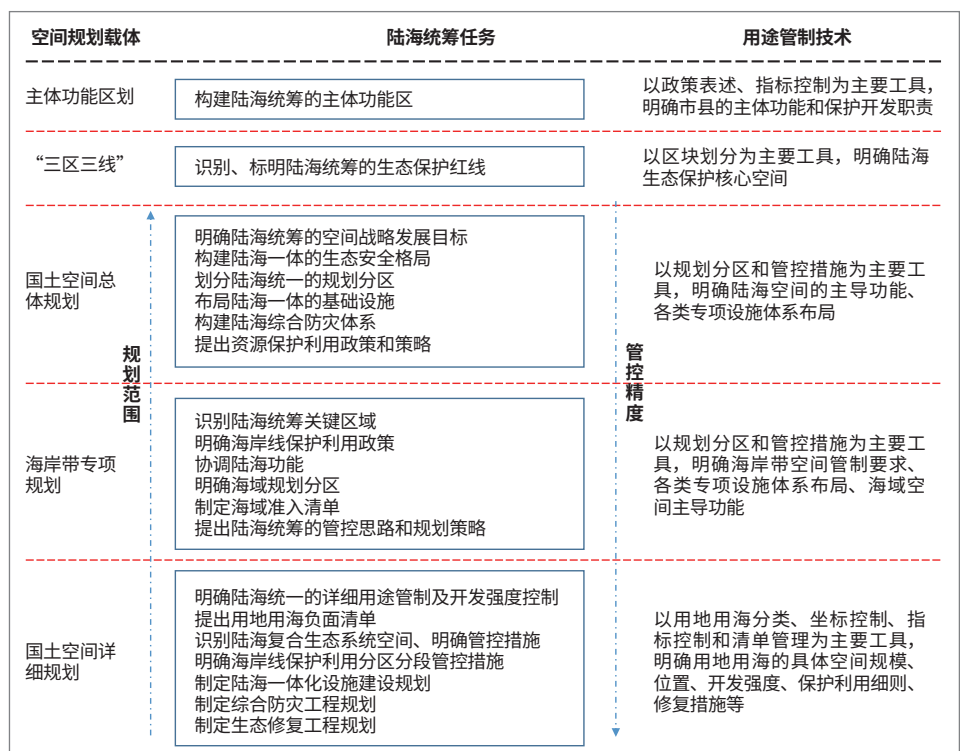 空间规划载体
陆海统筹任务
用途管制技术
主体功能区划
构建陆海统筹的主体功能区
以政策表述、指标控制为主要工具，
明确市县的主体功能和保护开发职责
“三区三线”
识别、标明陆海统筹的生态保护红线
以区块划分为主要工具，明确陆海
生态保护核心空间
国土空间总
体规划
明确陆海统筹的空间战略发展目标
构建陆海一体的生态安全格局
划分陆海统一的规划分区
布局陆海一体的基础设施
构建陆海综合防灾体系
提出资源保护利用政策和策略
以规划分区和管控措施为主要工
具，明确陆海空间的主导功能、
各类专项设施体系布局
规划范围
管控精度
海岸带专项
规划
识别陆海统筹关键区域
明确海岸线保护利用政策
协调陆海功能
明确海域规划分区
制定海域准入清单
提出陆海统筹的管控思路和规划策略
以规划分区和管控措施为主要工
具，明确海岸带空间管制要求、
各类专项设施体系布局、海域空
间主导功能
国土空间详
细规划
明确陆海统一的详细用途管制及开发强度控制
提出用地用海负面清单
识别陆海复合生态系统空间、明确管控措施
明确海岸线保护利用分区分段管控措施
制定陆海一体化设施建设规划
制定综合防灾工程规划
制定生态修复工程规划
以用地用海分类、坐标控制、指
标控制和清单管理为主要工具，
明确用地用海的具体空间规模、
位置、开发强度、保护利用细则、
修复措施等